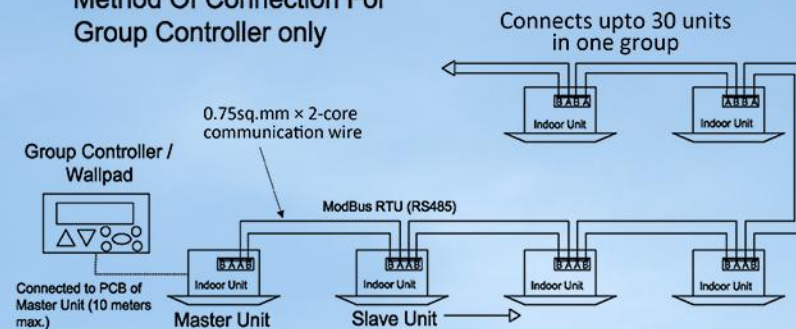 Method Of Connection For
Group Controller only
Connects upto 30 units
in one group
BABA
ABBA
Indoor Unit
Indoor Unit
0.75sq.mm × 2-core
communication wire
Group Controller /
Wallpad
ModBus RTU (RS485)
BAAB
BAAB
BAAB
BAAB
Indoor Unit
Indoor Unit
Indoor Unit
Indoor Unit
Connected to PCB of
Master Unit (10 meters
max.)
Master Unit
Slave Unit